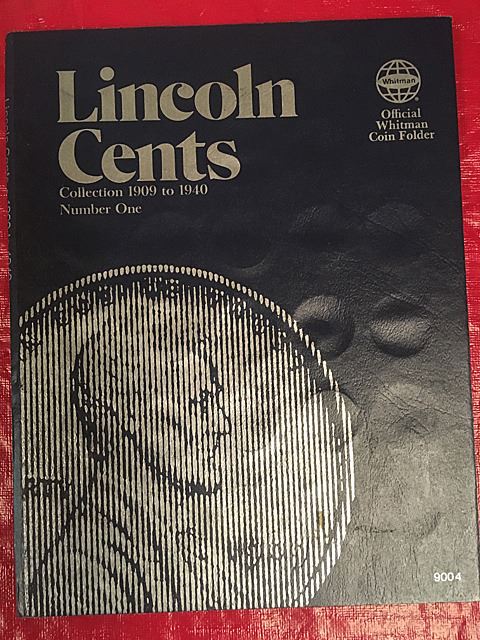 Lincoln
Cents
Collection 1909 to 1940
Number One
Whitman
Official
Whitman
Coin Folder
9004